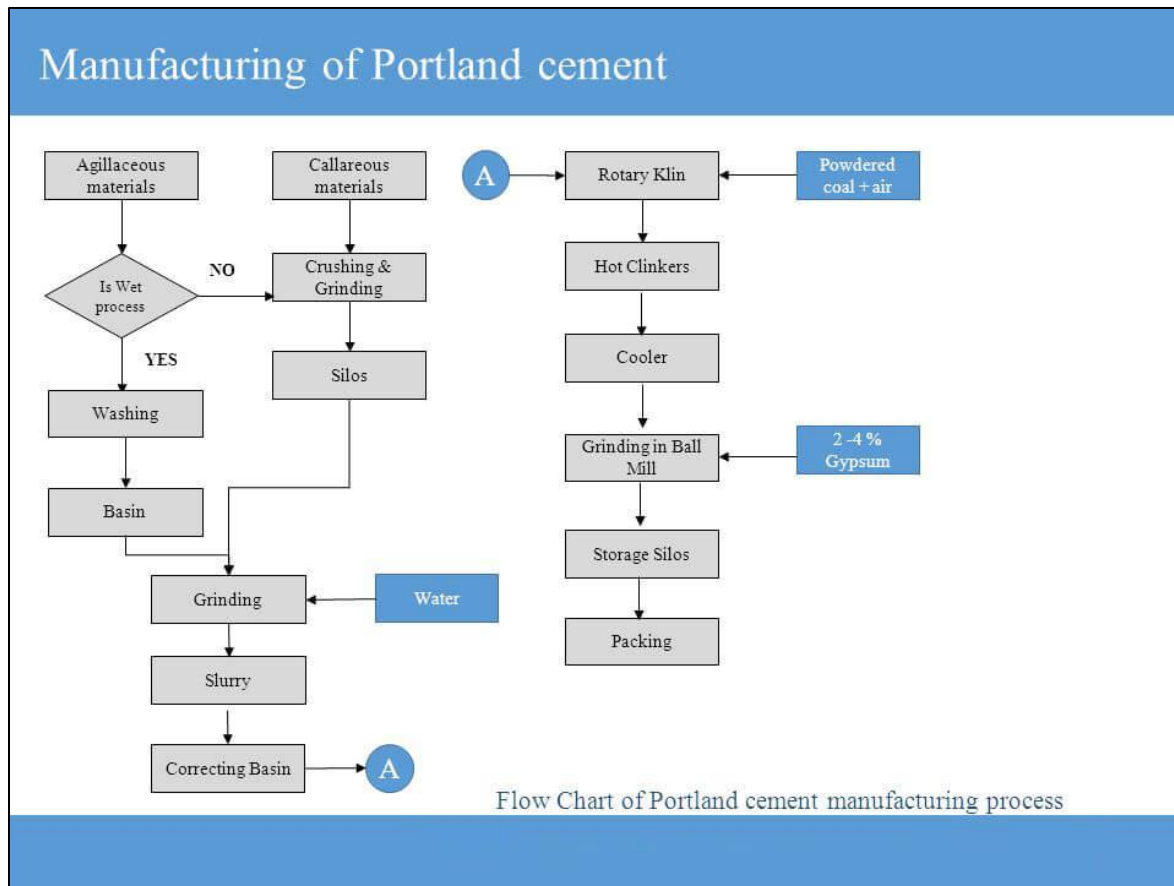 Manufacturing of Portland cement
Agillaceous
materials
Callareous
materials
Is Wet
process
NO
YES
Crushing &
Grinding
Silos
Washing
Basin
Grinding
Water
Slurry
Correcting Basin
A
A
Rotary Klin
Powdered
coal + air
Hot Clinkers
Cooler
Grinding in Ball
Mill
2 -4 %
Gypsum
Storage Silos
Packing
Flow Chart of Portland cement manufacturing process